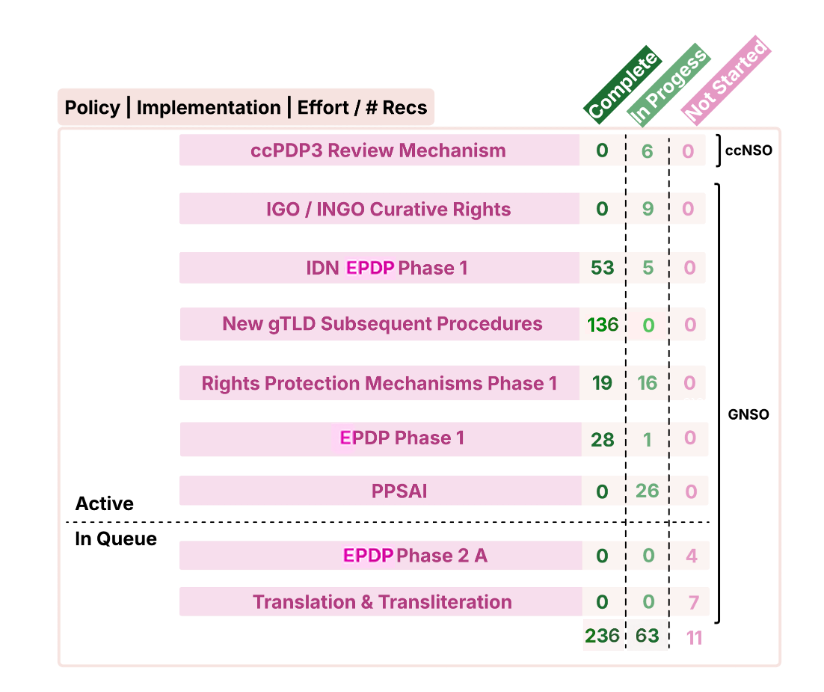 Complete
In Progess
Not Started
Policy | Implementation | Effort / # Recs
ccPDP3 Review Mechanism 0 6 0 ccNSO
IGO / INGO Curative Rights 0 9 0
IDN EPDP Phase 1 53 5 0
New gTLD Subsequent Procedures 136 0 0
Rights Protection Mechanisms Phase 1 19 16 0
GNSO
EPDP Phase 1 28 1 0
PPSAI 0 26 0
Active
In Queue
EPDP Phase 2 A 0 0 4
Translation & Transliteration 0 0 7
236 63 11